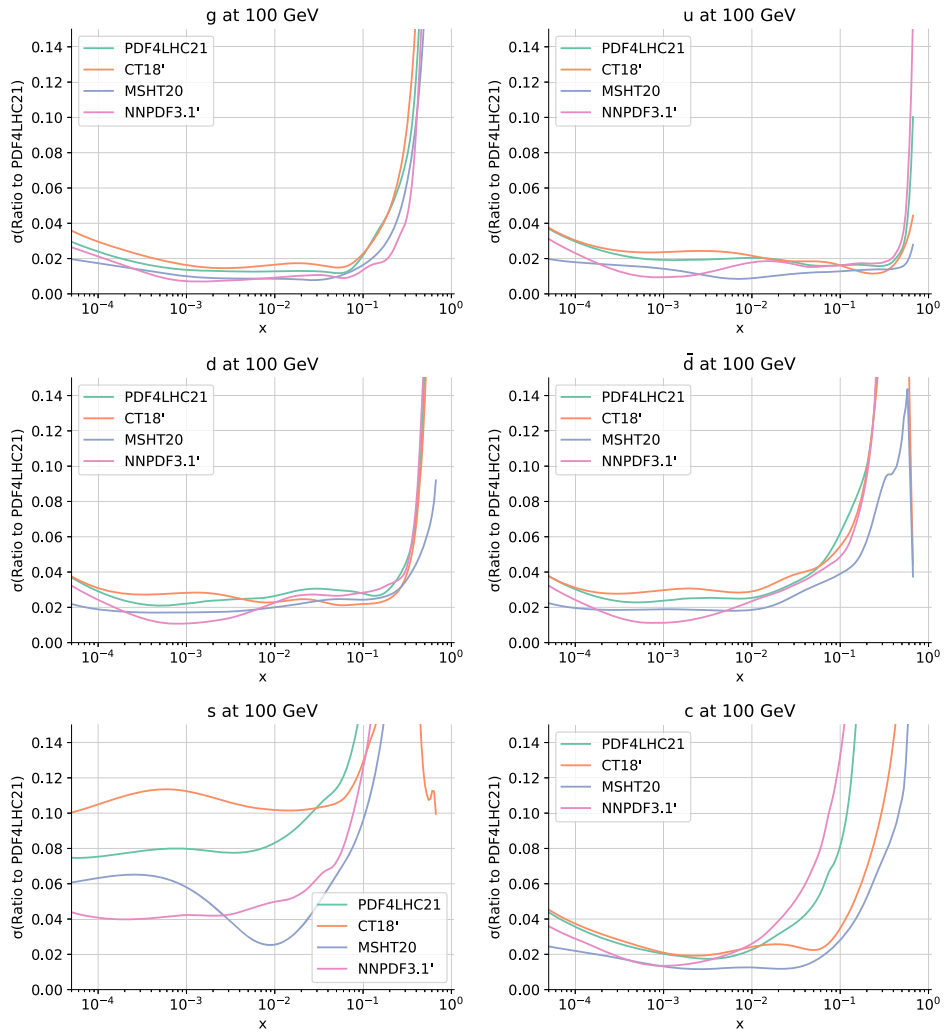 g at 100 GeV
σ(Ratio to PDF4LHC21)
0.14
0.12
0.10
0.08
0.06
0.04
0.02
0.00
PDF4LHC21
CT18'
MSHT20
NNPDF3.1'
10⁻⁴
10⁻³
10⁻²
10⁻¹
10⁰
x
u at 100 GeV
σ(Ratio to PDF4LHC21)
0.14
0.12
0.10
0.08
0.06
0.04
0.02
0.00
PDF4LHC21
CT18'
MSHT20
NNPDF3.1'
10⁻⁴
10⁻³
10⁻²
10⁻¹
10⁰
x
d at 100 GeV
σ(Ratio to PDF4LHC21)
0.14
0.12
0.10
0.08
0.06
0.04
0.02
0.00
PDF4LHC21
CT18'
MSHT20
NNPDF3.1'
10⁻⁴
10⁻³
10⁻²
10⁻¹
10⁰
x
d̄ at 100 GeV
σ(Ratio to PDF4LHC21)
0.14
0.12
0.10
0.08
0.06
0.04
0.02
0.00
PDF4LHC21
CT18'
MSHT20
NNPDF3.1'
10⁻⁴
10⁻³
10⁻²
10⁻¹
10⁰
x
s at 100 GeV
σ(Ratio to PDF4LHC21)
0.14
0.12
0.10
0.08
0.06
0.04
0.02
0.00
PDF4LHC21
CT18'
MSHT20
NNPDF3.1'
10⁻⁴
10⁻³
10⁻²
10⁻¹
10⁰
x
c at 100 GeV
σ(Ratio to PDF4LHC21)
0.14
0.12
0.10
0.08
0.06
0.04
0.02
0.00
PDF4LHC21
CT18'
MSHT20
NNPDF3.1'
10⁻⁴
10⁻³
10⁻²
10⁻¹
10⁰
x